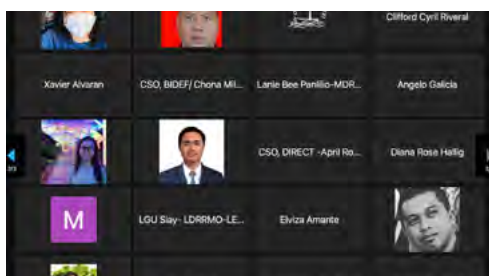 Clifford Cyril Riveral
Xavier Alvaran
CSO, BIDEF/ Chona Mil...
Lanie Bee Panlilio-MDR...
Angelo Galicia
CSO, DIRECT -April Ro...
Diana Rose Hallig
M
LGU Siay- LDRRMO-LE...
Elviza Amante